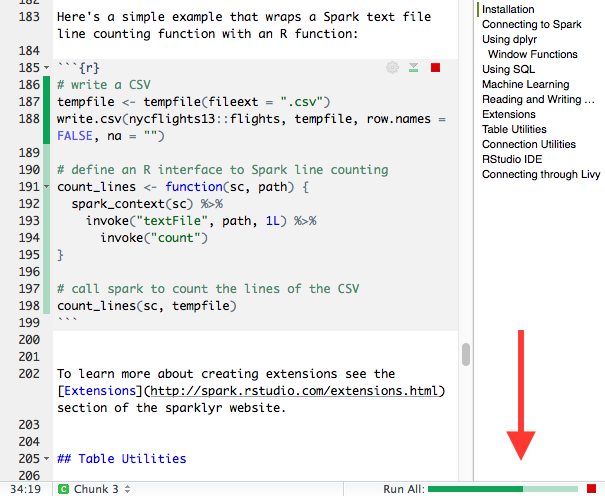 182
183 Here's a simple example that wraps a Spark text file
line counting function with an R function:
184
185 ```{r}
186 # write a CSV
187 tempfile <- tempfile(fileext = ".csv")
188 write.csv(nycflights13::flights, tempfile, row.names =
FALSE, na = "")
189
190 # define an R interface to Spark line counting
191 count_lines <- function(sc, path) {
192   spark_context(sc) %>%
193     invoke("textFile", path, 1L) %>%
194       invoke("count")
195 }
196
197 # call spark to count the lines of the CSV
198 count_lines(sc, tempfile)
199 ```
200
201
202 To learn more about creating extensions see the
[Extensions](http://spark.rstudio.com/extensions.html)
section of the sparklyr website.
203
204
205 ## Table Utilities
206
Installation
Connecting to Spark
Using dplyr
Window Functions
Using SQL
Machine Learning
Reading and Writing ...
Extensions
Table Utilities
Connection Utilities
RStudio IDE
Connecting through Livy
34:19 C Chunk 3 Run All: